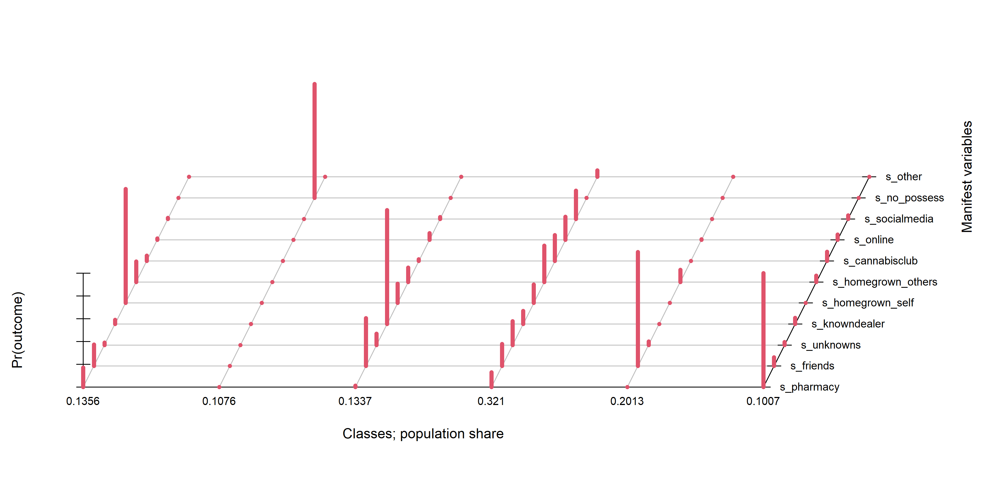 Manifest variables
s_other
s_no_possess
s_socialmedia
s_online
s_cannabisclub
s_homegrown_others
s_homegrown_self
s_knowndealer
s_unknowns
s_friends
s_pharmacy
Pr(outcome)
0.1356 0.1076 0.1337 0.321 0.2013 0.1007
Classes; population share